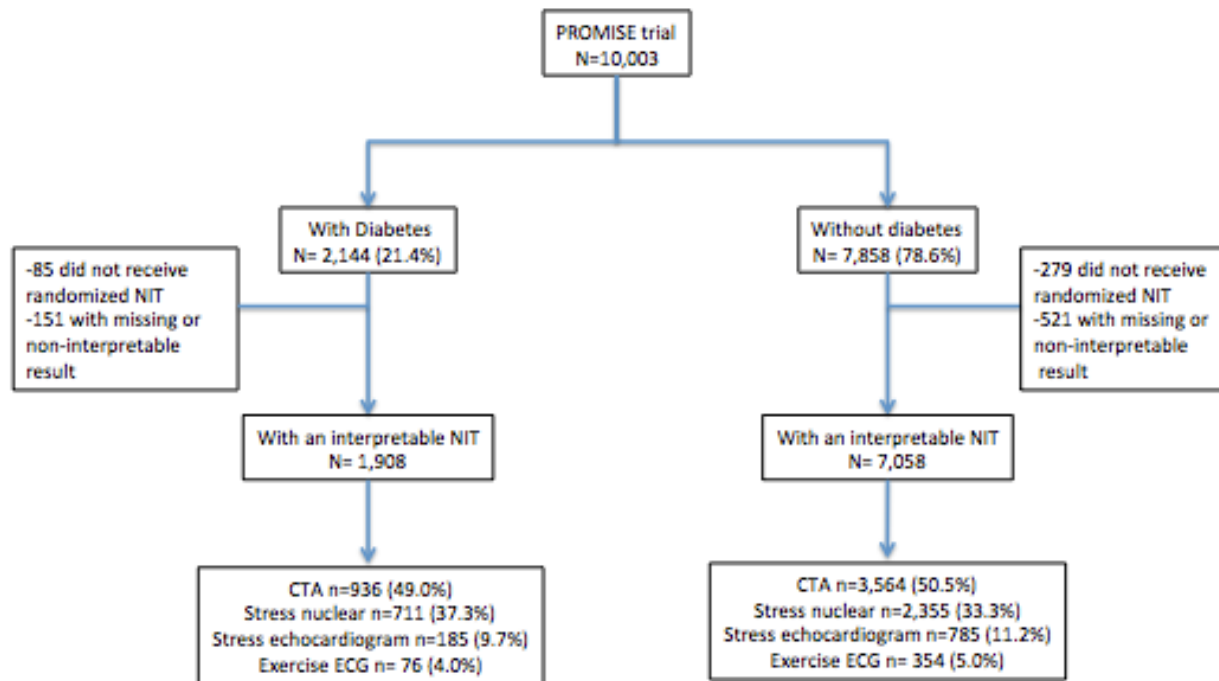 PROMISE trial
N=10,003
With Diabetes
N= 2,144 (21.4%)
Without diabetes
N= 7,858 (78.6%)
-85 did not receive
randomized NIT
-151 with missing or
non-interpretable
result
-279 did not receive
randomized NIT
-521 with missing or
non-interpretable
result
With an interpretable NIT
N= 1,908
With an interpretable NIT
N= 7,058
CTA n=936 (49.0%)
Stress nuclear n=711 (37.3%)
Stress echocardiogram n=185 (9.7%)
Exercise ECG n= 76 (4.0%)
CTA n=3,564 (50.5%)
Stress nuclear n=2,355 (33.3%)
Stress echocardiogram n=785 (11.2%)
Exercise ECG n= 354 (5.0%)